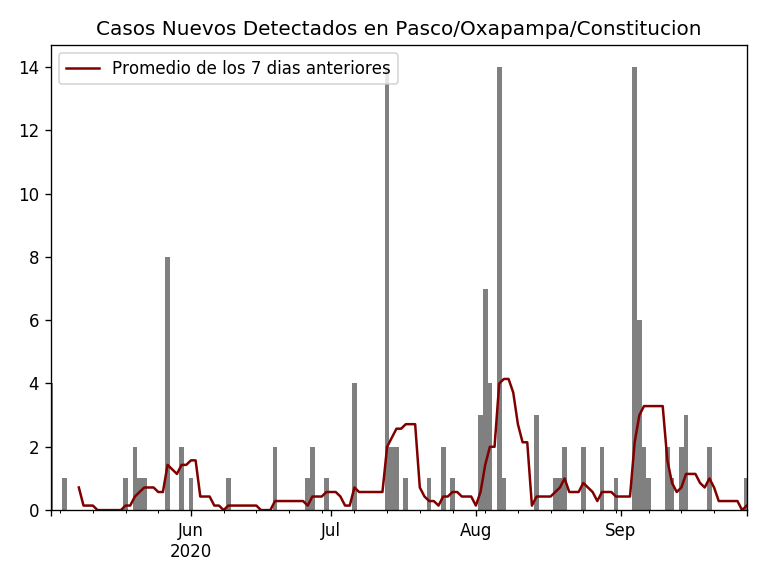 Casos Nuevos Detectados en Pasco/Oxapampa/Constitucion
Promedio de los 7 dias anteriores
14
12
10
8
6
4
2
0
Jun
2020
Jul
Aug
Sep